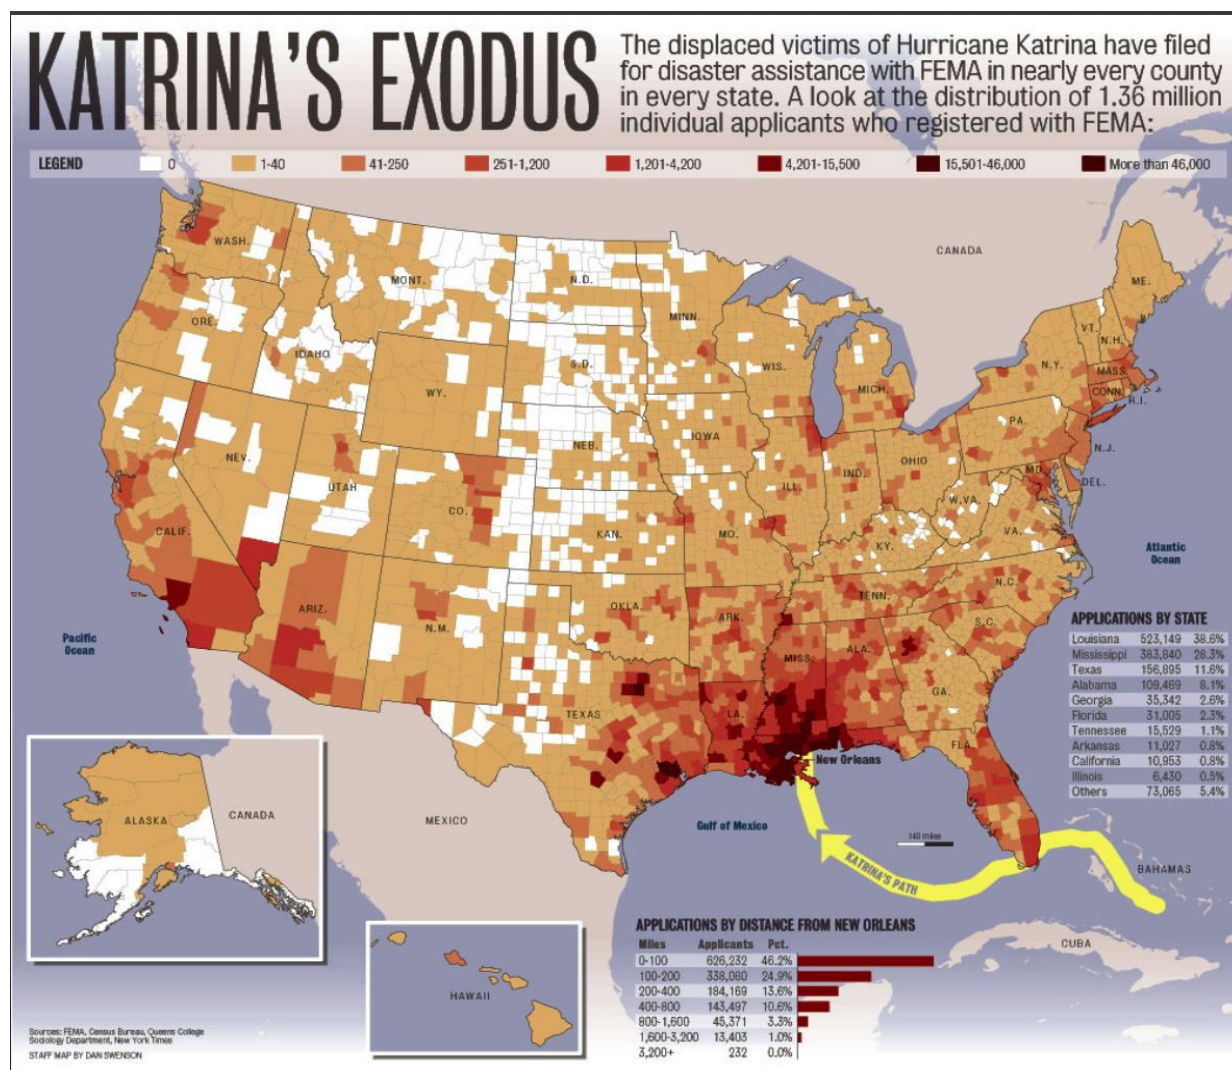 KATRINA'S EXODUS
The displaced victims of Hurricane Katrina have filed
for disaster assistance with FEMA in nearly every county
in every state. A look at the distribution of 1.36 million
individual applicants who registered with FEMA:
LEGEND 0 1-40 41-250 251-1,200 1,201-4,200 4,201-15,500 15,501-46,000 More than 46,000
CANADA
WASH.
MONT.
N.D.
MINN.
ME.
ORE.
IDAHO
S.D.
WIS.
MICH.
N.Y.
VT.
N.H.
MASS
CONN.
R.I.
WY.
NEB.
IOWA
PA.
N.J.
NEV.
UTAH
CO.
ILL.
IND.
OHIO
MD.
DEL.
W.VA.
VA.
CALIF.
KAN.
MO.
KY.
Atlantic
Ocean
ARIZ.
N.M.
OKLA.
ARK.
TENN.
N.C.
S.C.
Pacific
Ocean
TEXAS
LA.
MISS.
ALA.
GA.
FLA.
New Orleans
MEXICO
Gulf of Mexico
140 miles
KATRINA'S PATH
BAHAMAS
CUBA
APPLICATIONS BY STATE
Louisiana 523,149 38.6%
Mississippi 383,840 28.3%
Texas 156,895 11.6%
Alabama 109,469 8.1%
Georgia 35,342 2.6%
Florida 31,005 2.3%
Tennessee 15,529 1.1%
Arkansas 11,027 0.8%
California 10,953 0.8%
Illinois 6,430 0.5%
Others 73,065 5.4%
ALASKA
CANADA
HAWAII
APPLICATIONS BY DISTANCE FROM NEW ORLEANS
Miles Applicants Pct.
0-100 626,232 46.2%
100-200 338,080 24.9%
200-400 184,169 13.6%
400-800 143,497 10.6%
800-1,600 45,371 3.3%
1,600-3,200 13,403 1.0%
3,200+ 232 0.0%
Sources: FEMA, Census Bureau, Queens College
Sociology Department, New York Times
STAFF MAP BY DAN SWENSON